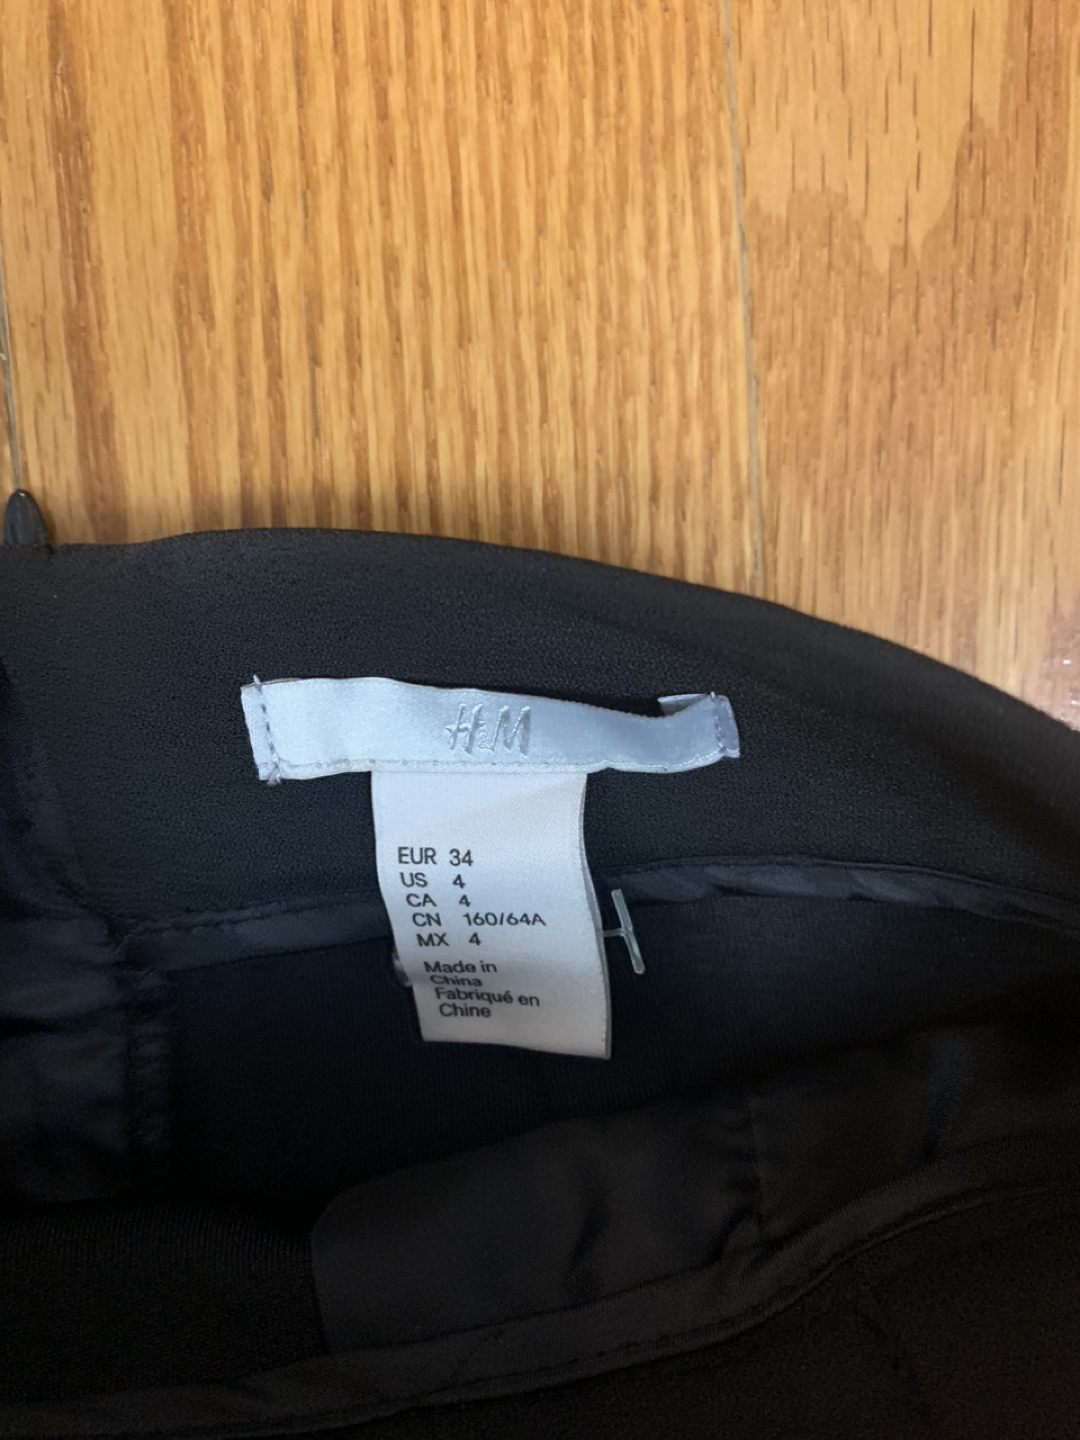 H&M
EUR 34
US 4
CA 4
CN 160/64A
MX 4
Made in
China
Fabriqué en
Chine